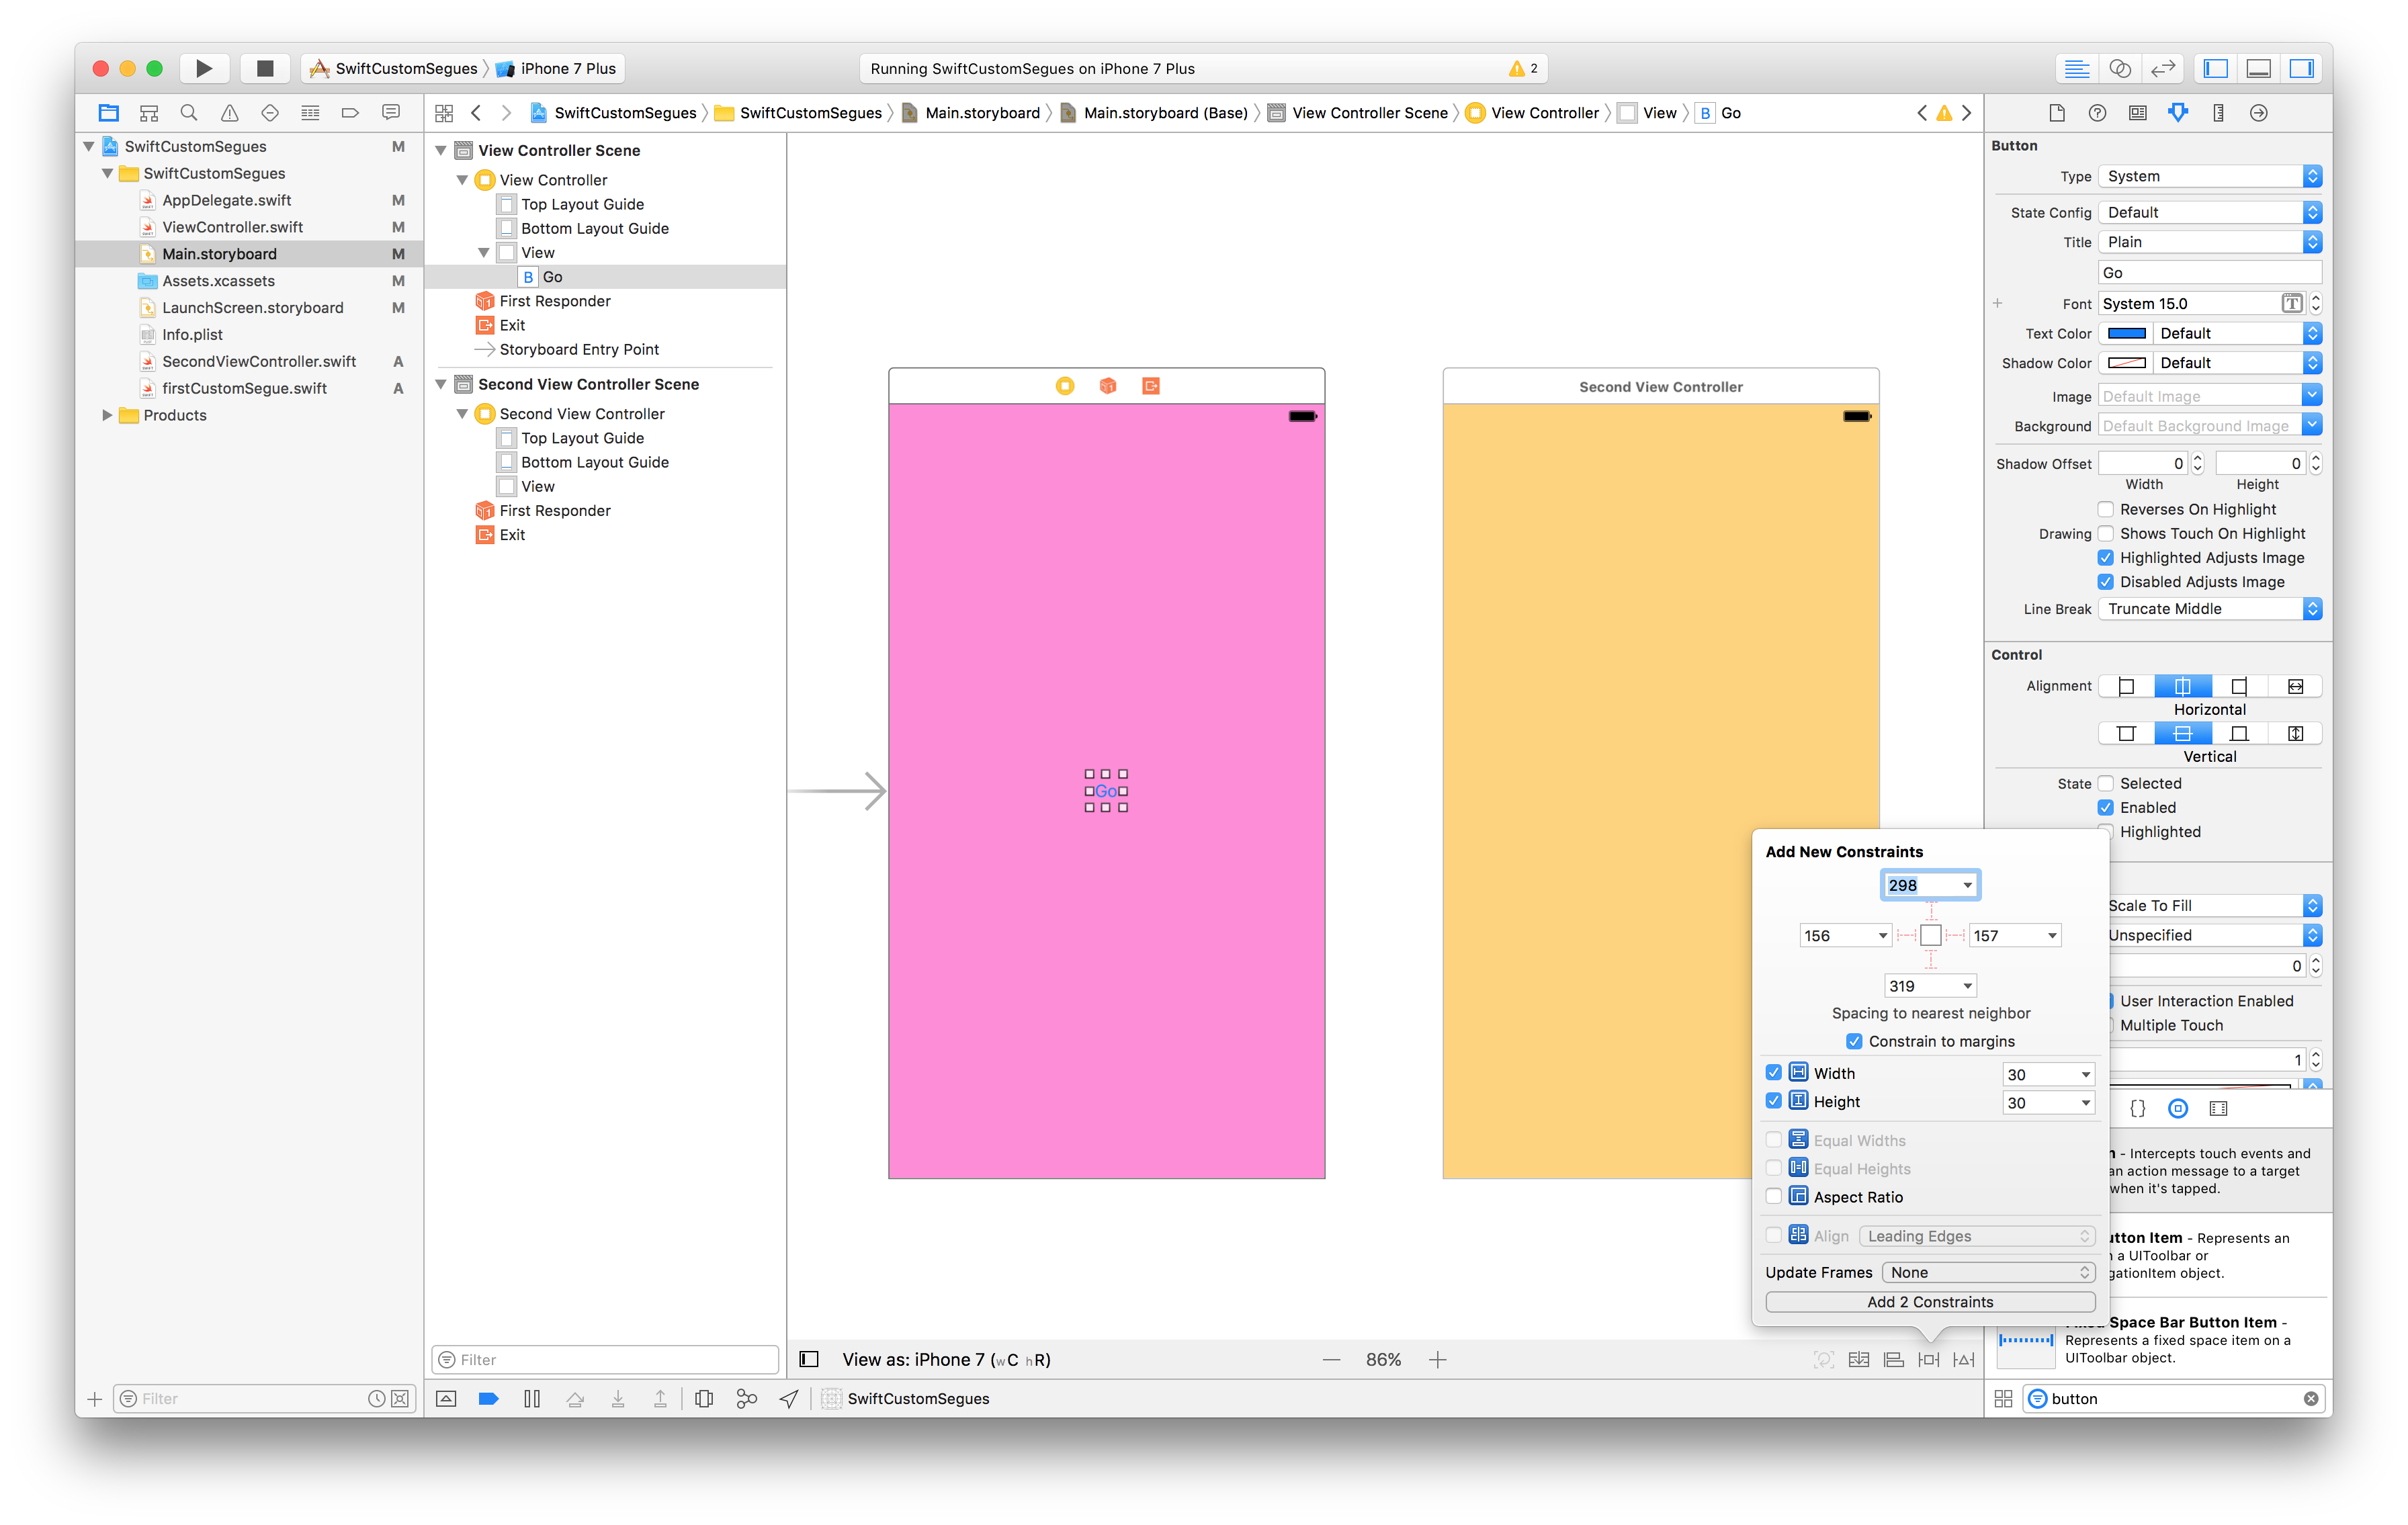 SwiftCustomSegues
iPhone 7 Plus
Running SwiftCustomSegues on iPhone 7 Plus
2
SwiftCustomSegues
SwiftCustomSegues
Main.storyboard
Main.storyboard (Base)
View Controller Scene
View Controller
View
B Go
SwiftCustomSegues M
SwiftCustomSegues
AppDelegate.swift M
ViewController.swift M
Main.storyboard M
Assets.xcassets M
LaunchScreen.storyboard M
Info.plist
SecondViewController.swift A
firstCustomSegue.swift A
Products
Filter
View Controller Scene
View Controller
Top Layout Guide
Bottom Layout Guide
View
B Go
First Responder
Exit
Storyboard Entry Point
Second View Controller Scene
Second View Controller
Top Layout Guide
Bottom Layout Guide
View
First Responder
Exit
Filter
Go
Second View Controller
View as: iPhone 7 (wC hR)
86%
SwiftCustomSegues
Add New Constraints
298
156
157
319
Spacing to nearest neighbor
Constrain to margins
Width 30
Height 30
Equal Widths
Equal Heights
Aspect Ratio
Align Leading Edges
Update Frames None
Add 2 Constraints
Button
Type System
State Config Default
Title Plain
Go
Font System 15.0
Text Color Default
Shadow Color Default
Image Default Image
Background Default Background Image
Shadow Offset 0 0
Width Height
Reverses On Highlight
Drawing Shows Touch On Highlight
Highlighted Adjusts Image
Disabled Adjusts Image
Line Break Truncate Middle
Control
Alignment
Horizontal
Vertical
State Selected
Enabled
Highlighted
Scale To Fill
Unspecified
0
User Interaction Enabled
Multiple Touch
1
{}
- Intercepts touch events and
an action message to a target
when it's tapped.
Item - Represents an
a UIToolbar or
object.
Space Bar Button Item -
Represents a fixed space item on a
UIToolbar object.
button